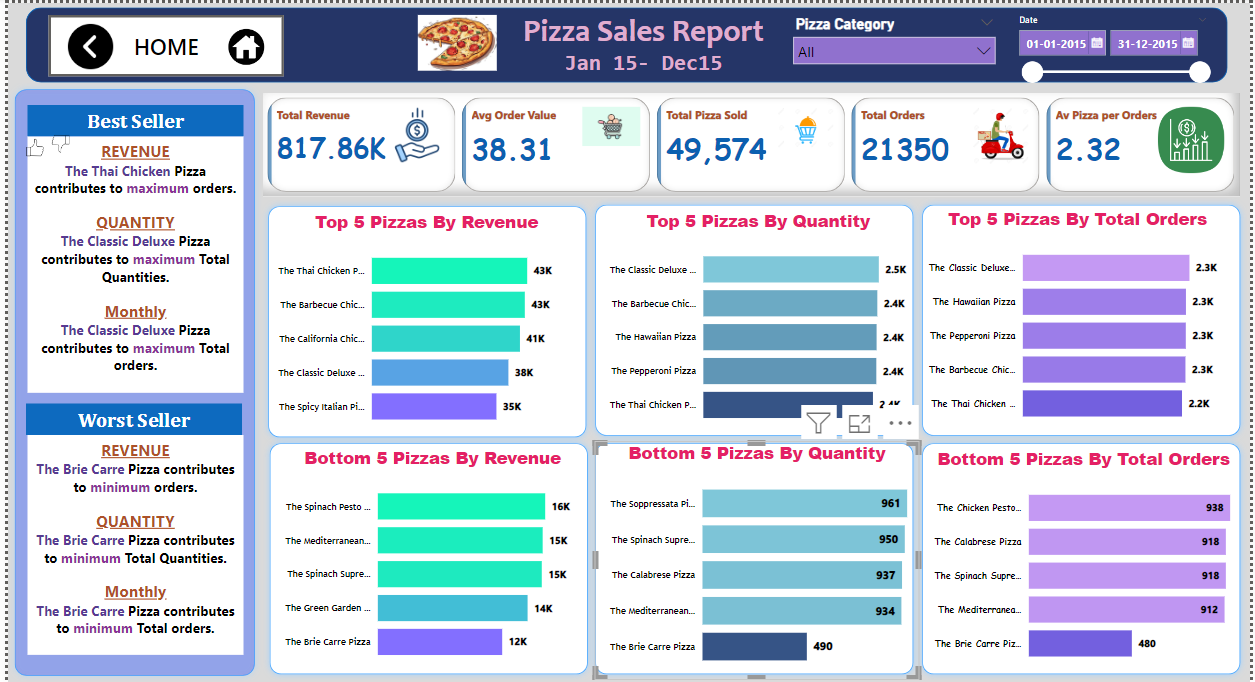 HOME
Pizza Sales Report
Jan 15- Dec15
Pizza Category
All
Date
01-01-2015
31-12-2015
Best Seller
REVENUE
The Thai Chicken Pizza
contributes to maximum orders.
QUANTITY
The Classic Deluxe Pizza
contributes to maximum Total
Quantities.
Monthly
The Classic Deluxe Pizza
contributes to maximum Total
orders.
Worst Seller
REVENUE
The Brie Carre Pizza contributes
to minimum orders.
QUANTITY
The Brie Carre Pizza contributes
to minimum Total Quantities.
Monthly
The Brie Carre Pizza contributes
to minimum Total orders.
Total Revenue
817.86K
Avg Order Value
38.31
Total Pizza Sold
49,574
Total Orders
21350
Av Pizza per Orders
2.32
Top 5 Pizzas By Revenue
The Thai Chicken P... 43K
The Barbecue Chic... 43K
The California Chic... 41K
The Classic Deluxe ... 38K
The Spicy Italian Pi... 35K
Top 5 Pizzas By Quantity
The Classic Deluxe ... 2.5K
The Barbecue Chic... 2.4K
The Hawaiian Pizza 2.4K
The Pepperoni Pizza 2.4K
The Thai Chicken P... 2.4K
Top 5 Pizzas By Total Orders
The Classic Deluxe... 2.3K
The Hawaiian Pizza 2.3K
The Pepperoni Pizza 2.3K
The Barbecue Chic... 2.3K
The Thai Chicken ... 2.2K
Bottom 5 Pizzas By Revenue
The Spinach Pesto ... 16K
The Mediterranean... 15K
The Spinach Supre... 15K
The Green Garden ... 14K
The Brie Carre Pizza 12K
Bottom 5 Pizzas By Quantity
The Soppressata Pi... 961
The Spinach Supre... 950
The Calabrese Pizza 937
The Mediterranean... 934
The Brie Carre Pizza 490
Bottom 5 Pizzas By Total Orders
The Chicken Pesto... 938
The Calabrese Pizza 918
The Spinach Supre... 918
The Mediterranea... 912
The Brie Carre Piz... 480